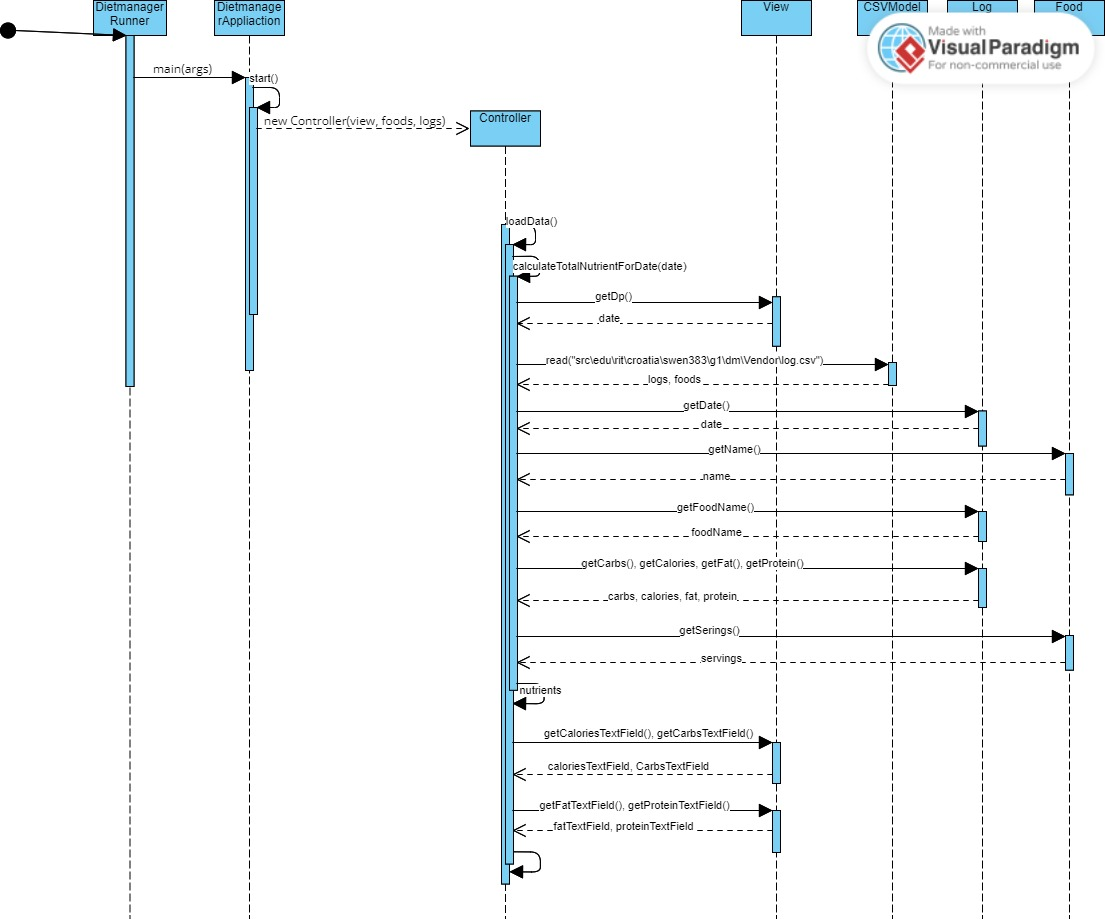 Dietmanager
Runner
Dietmanage
rAppliaction
View
CSVModel
Log
Food
Made with
Visual Paradigm
For non-commercial use
main(args)
start()
new Controller(view, foods, logs)
Controller
loadData()
calculateTotalNutrientForDate(date)
getDp()
date
read("src\edu\rit\croatia\swen383\g1\dm\Vendor\log.csv")
logs, foods
getDate()
date
getName()
name
getFoodName()
foodName
getCarbs(), getCalories, getFat(), getProtein()
carbs, calories, fat, protein
getSerings()
servings
nutrients
getCaloriesTextField(), getCarbsTextField()
caloriesTextField, CarbsTextField
getFatTextField(), getProteinTextField()
fatTextField, proteinTextField